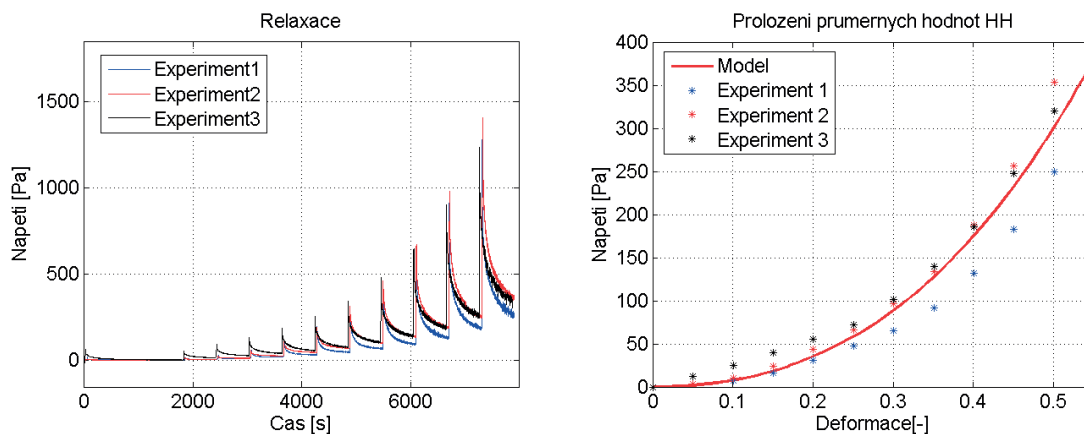 Relaxace
Experiment1
Experiment2
Experiment3
1500
1000
500
0
0
2000
4000
6000
Napeti [Pa]
Cas [s]
Prolozeni prumernych hodnot HH
Model
Experiment 1
Experiment 2
Experiment 3
400
350
300
250
200
150
100
50
0
0
0.1
0.2
0.3
0.4
0.5
Napeti [Pa]
Deformace[-]